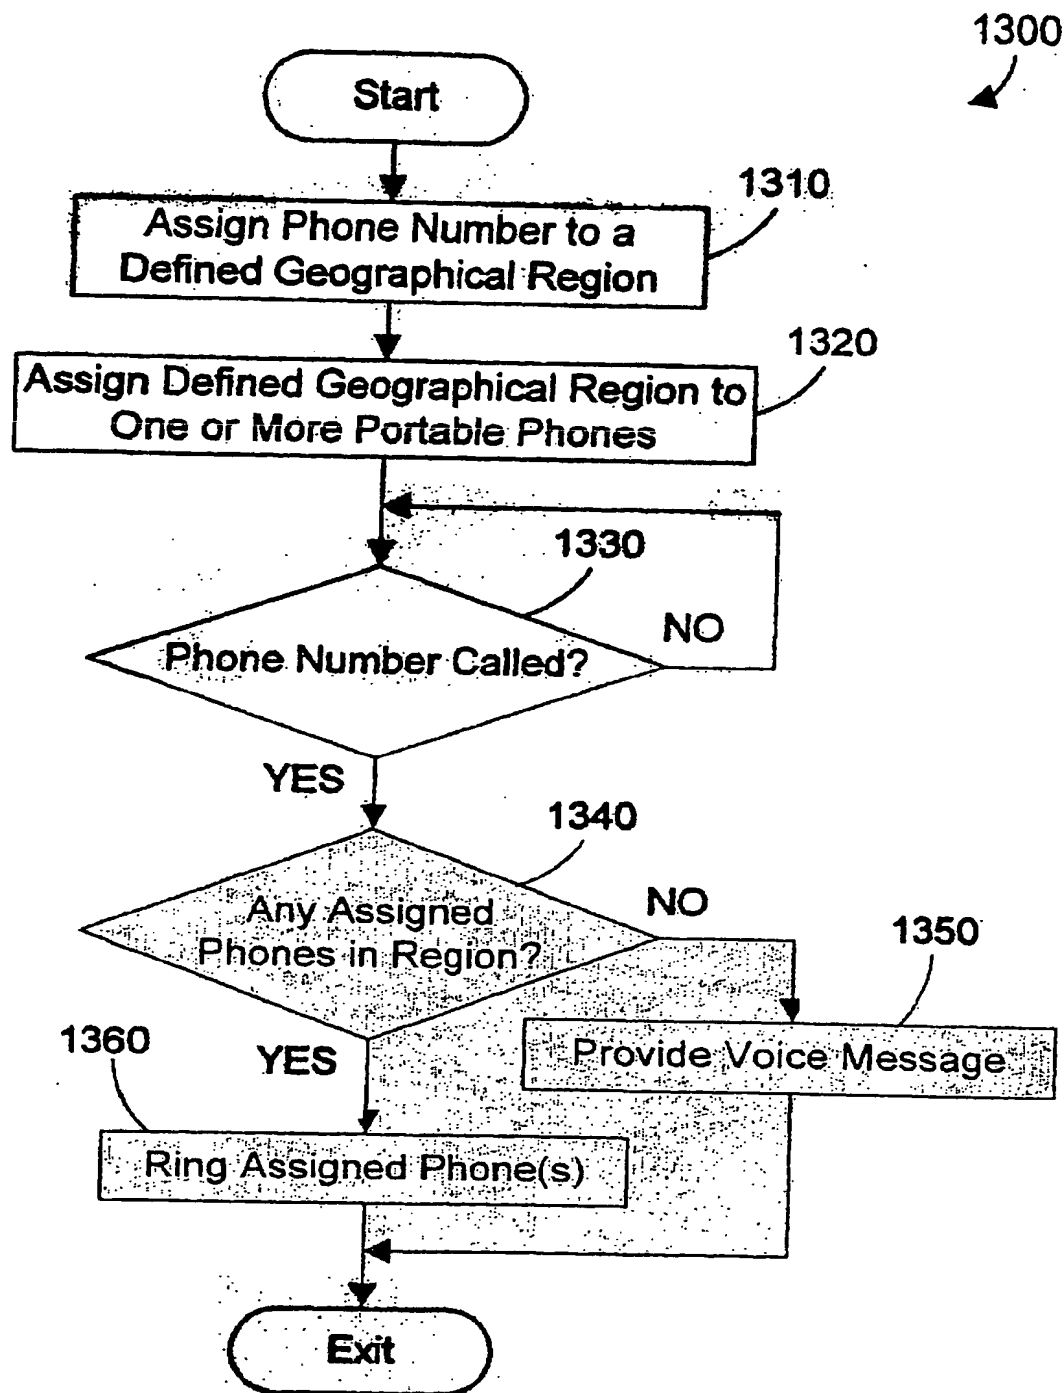 1300
Start
1310
Assign Phone Number to a
Defined Geographical Region
1320
Assign Defined Geographical Region to
One or More Portable Phones
1330
Phone Number Called?
NO
YES
1340
Any Assigned
Phones in Region?
NO
1350
Provide Voice Message
1360
YES
Ring Assigned Phone(s)
Exit